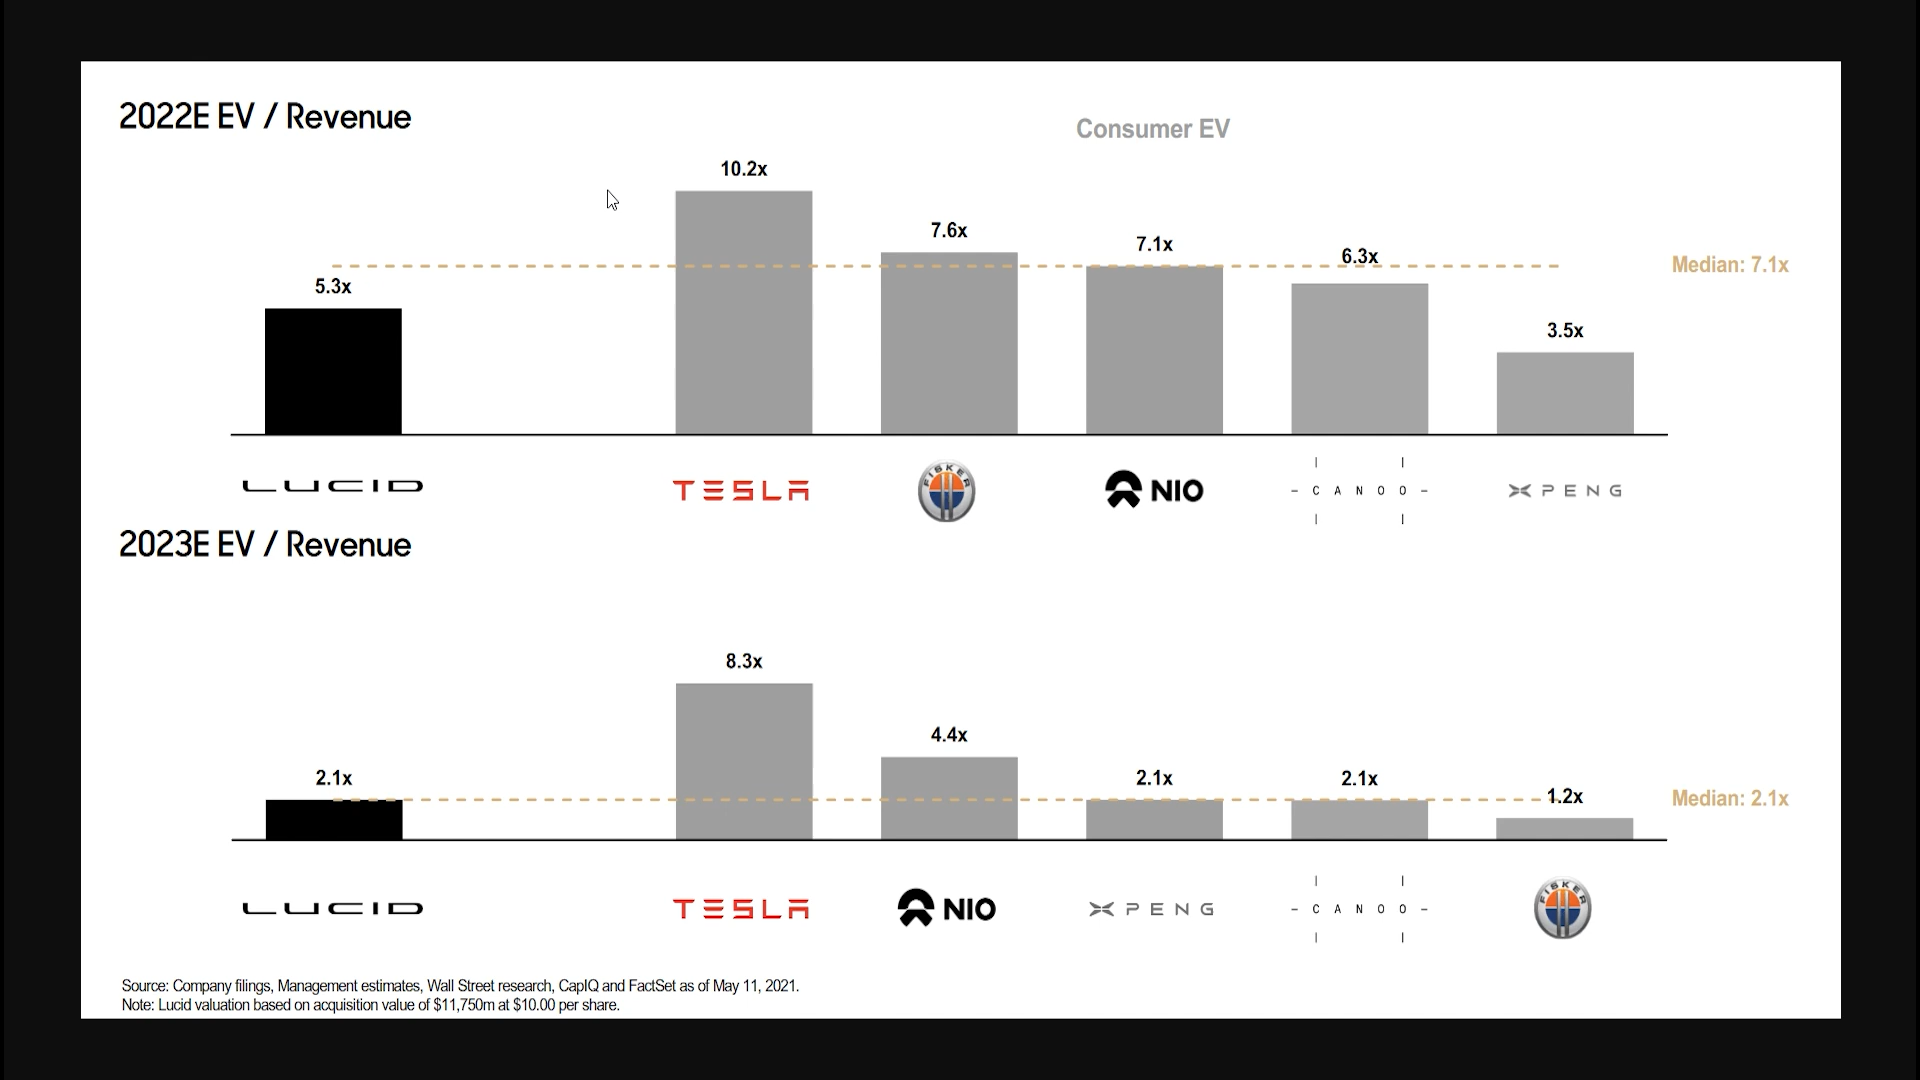 2022E EV / Revenue
Consumer EV
10.2x
7.6x
7.1x
6.3x
5.3x
3.5x
Median: 7.1x
LUCID
TESLA
FISKER
NIO
CANOO
XPENG
2023E EV / Revenue
8.3x
4.4x
2.1x
2.1x
2.1x
1.2x
Median: 2.1x
LUCID
TESLA
NIO
XPENG
CANOO
FISKER
Source: Company filings, Management estimates, Wall Street research, CapIQ and FactSet as of May 11, 2021.
Note: Lucid valuation based on acquisition value of $11,750m at $10.00 per share.